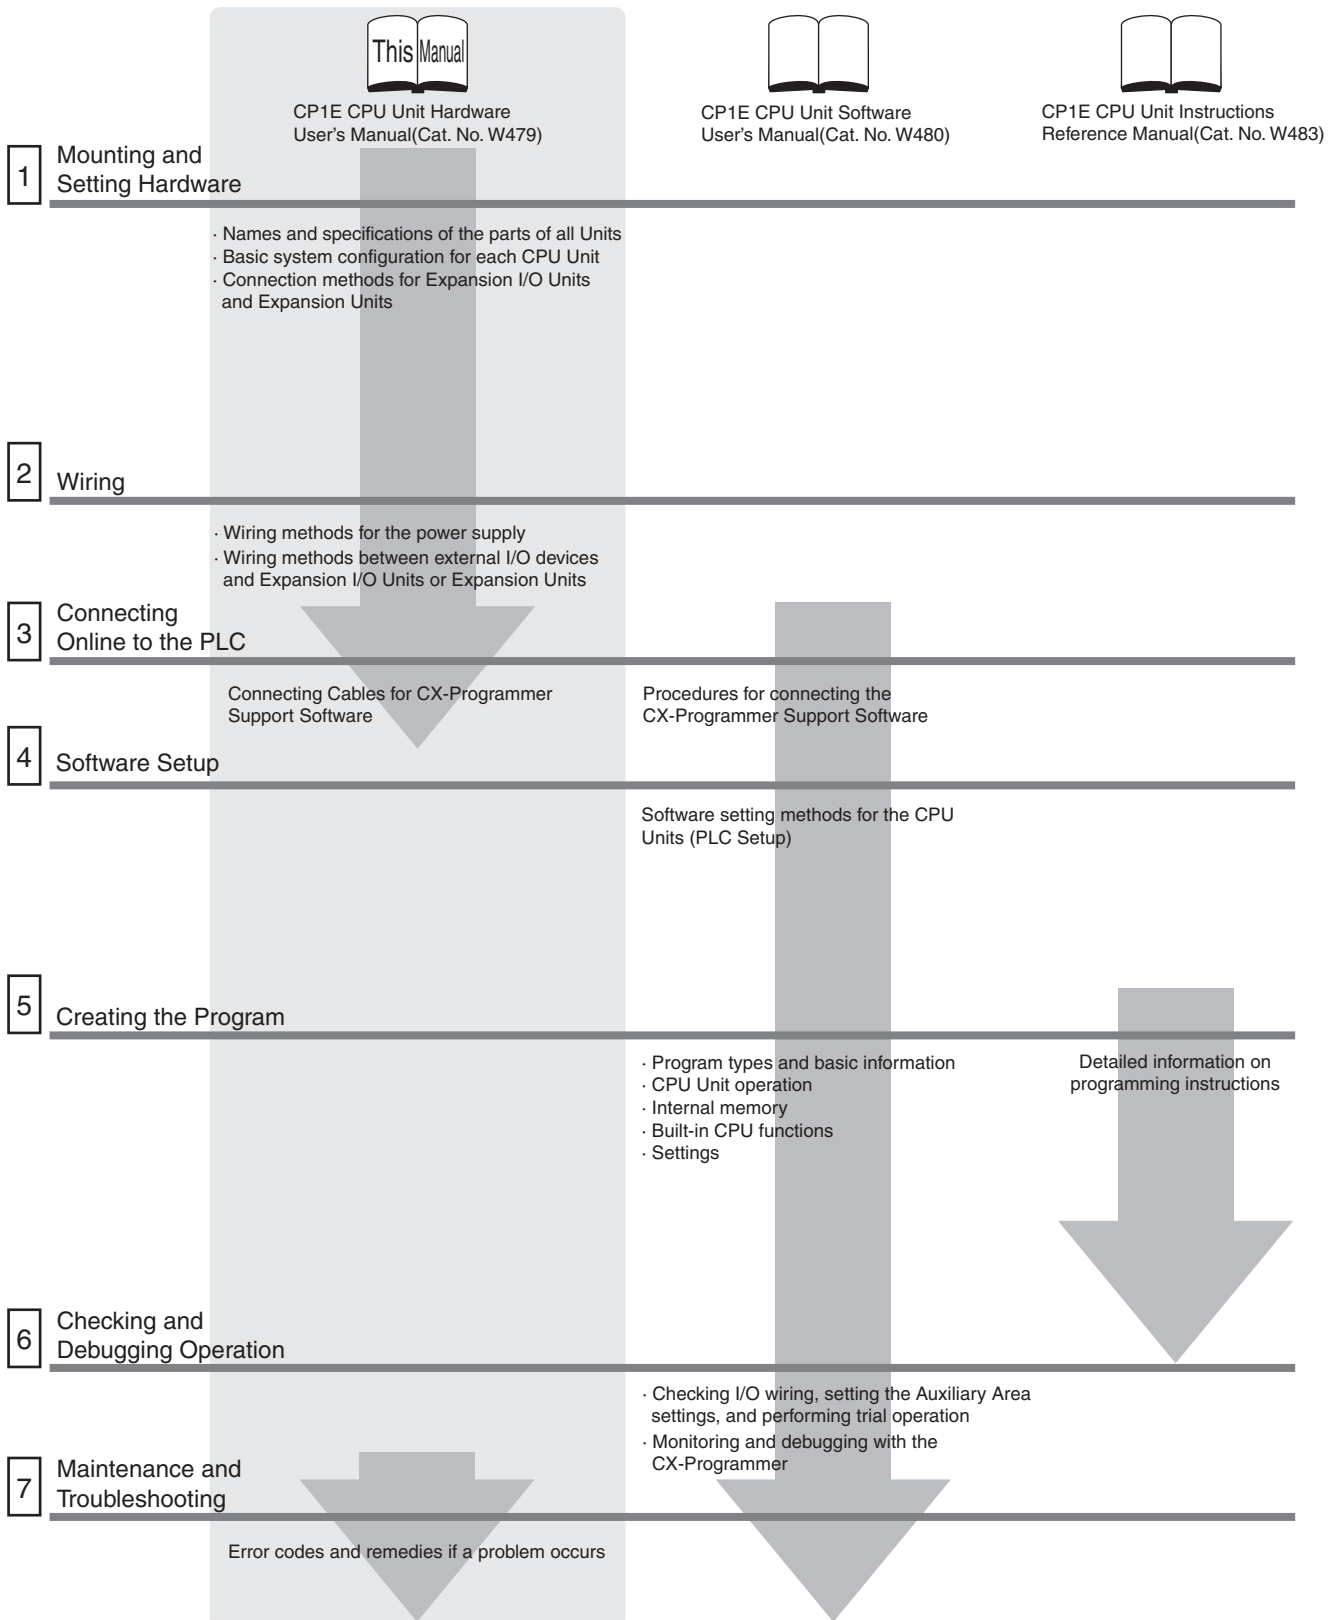 This Manual
CP1E CPU Unit Hardware
User's Manual(Cat. No. W479)
CP1E CPU Unit Software
User's Manual(Cat. No. W480)
CP1E CPU Unit Instructions
Reference Manual(Cat. No. W483)
1
Mounting and
Setting Hardware
· Names and specifications of the parts of all Units
· Basic system configuration for each CPU Unit
· Connection methods for Expansion I/O Units
and Expansion Units
2
Wiring
· Wiring methods for the power supply
· Wiring methods between external I/O devices
and Expansion I/O Units or Expansion Units
3
Connecting
Online to the PLC
Connecting Cables for CX-Programmer
Support Software
Procedures for connecting the
CX-Programmer Support Software
4
Software Setup
Software setting methods for the CPU
Units (PLC Setup)
5
Creating the Program
· Program types and basic information
· CPU Unit operation
· Internal memory
· Built-in CPU functions
· Settings
Detailed information on
programming instructions
6
Checking and
Debugging Operation
· Checking I/O wiring, setting the Auxiliary Area
settings, and performing trial operation
· Monitoring and debugging with the
CX-Programmer
7
Maintenance and
Troubleshooting
Error codes and remedies if a problem occurs